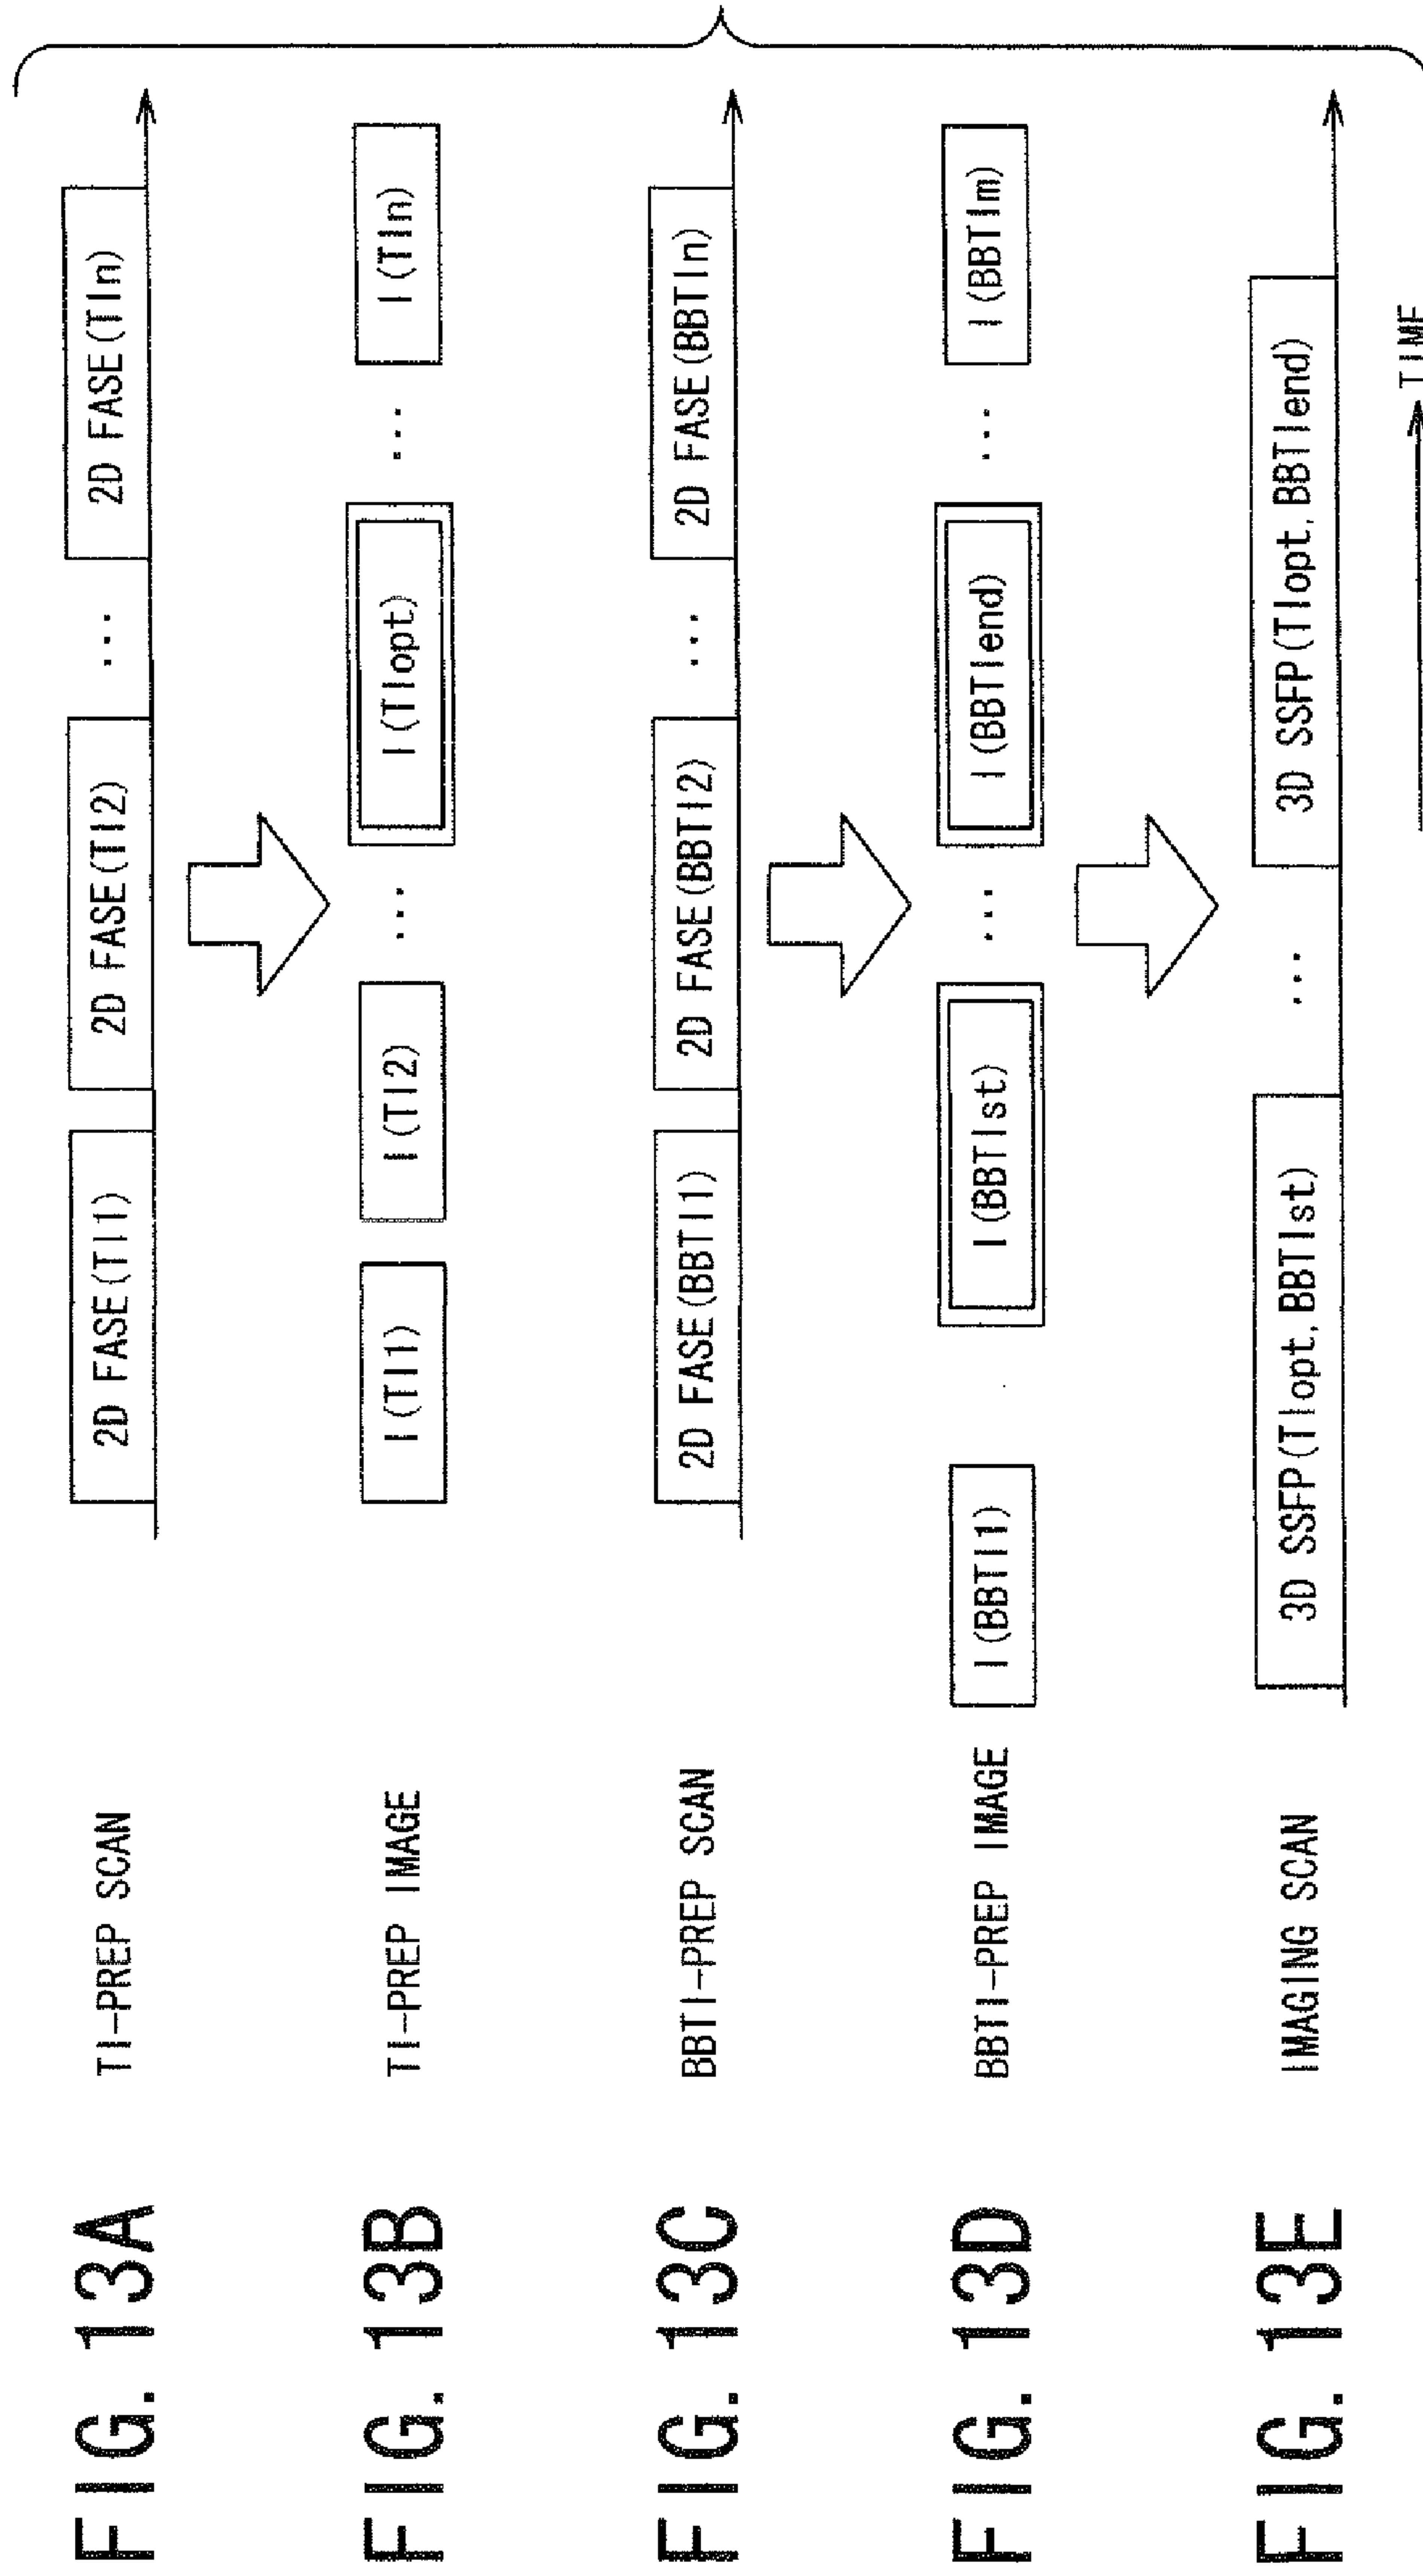 FIG. 13A TI-PREP SCAN 2D FASE(TI1) 2D FASE(TI2) ... 2D FASE(TIn)
FIG. 13B TI-PREP IMAGE I(TI1) I(TI2) ... I(TIopt) ... I(TIn)
FIG. 13C BBTI-PREP SCAN 2D FASE(BBTI1) 2D FASE(BBTI2) ... 2D FASE(BBTIn)
FIG. 13D BBTI-PREP IMAGE I(BBTI1) I(BBTIst) ... I(BBTIend) ... I(BBTIm)
FIG. 13E IMAGING SCAN 3D SSFP(TIopt, BBTIst) ... 3D SSFP(TIopt, BBTIend)
TIME